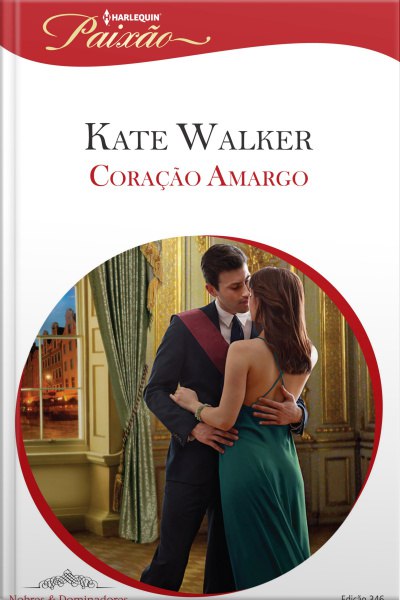 HARLEQUIN
Paixão
KATE WALKER
CORAÇÃO AMARGO
Nobres & Dominadores
Edição 346